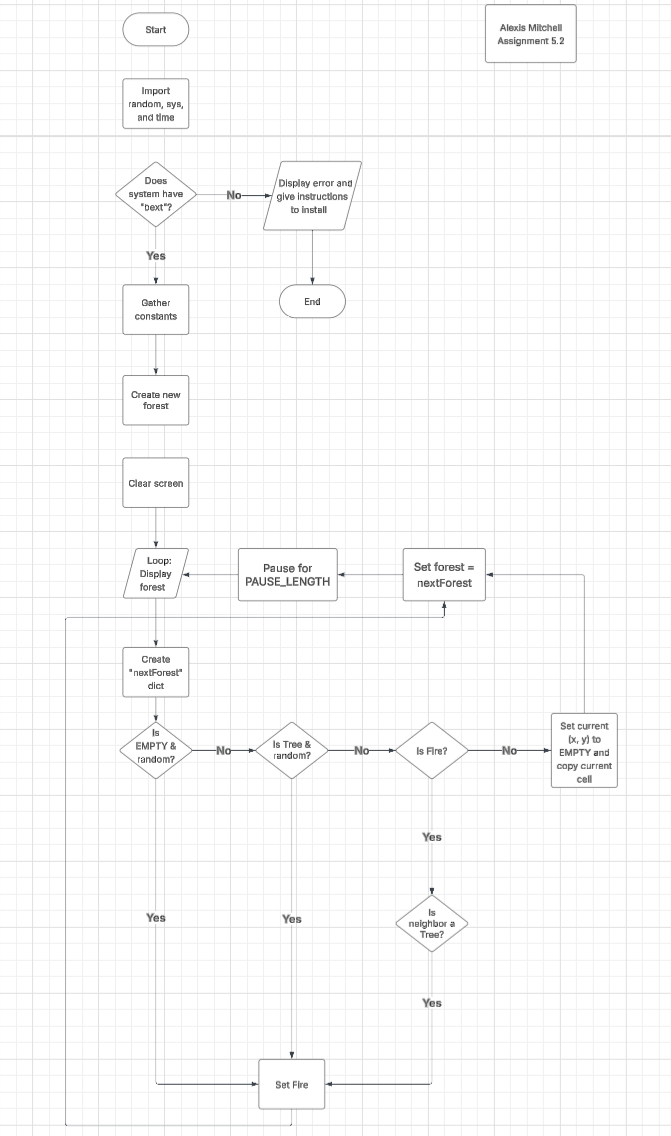 Start
Alexis Mitchell
Assignment 5.2
Import
random, sys,
and time
Does
system have
"bext"?
No
Display error and
give instructions
to install
Yes
Gather
constants
End
Create new
forest
Clear screen
Loop:
Display
forest
Pause for
PAUSE_LENGTH
Set forest =
nextForest
Create
"nextForest"
dict
Is
EMPTY &
random?
No
Is Tree &
random?
No
Is Fire?
No
Set current
(x, y) to
EMPTY and
copy current
cell
Yes
Yes
Yes
Is
neighbor a
Tree?
Yes
Set Fire